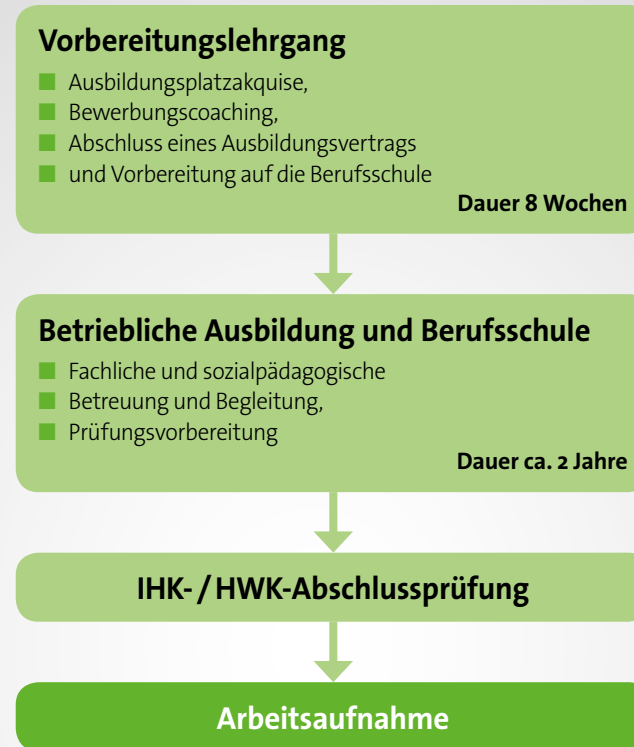 Vorbereitungslehrgang
Ausbildungsplatzakquise,
Bewerbungscoaching,
Abschluss eines Ausbildungsvertrags
und Vorbereitung auf die Berufsschule
Dauer 8 Wochen
Betriebliche Ausbildung und Berufsschule
Fachliche und sozialpädagogische
Betreuung und Begleitung,
Prüfungsvorbereitung
Dauer ca. 2 Jahre
IHK- / HWK-Abschlussprüfung
Arbeitsaufnahme